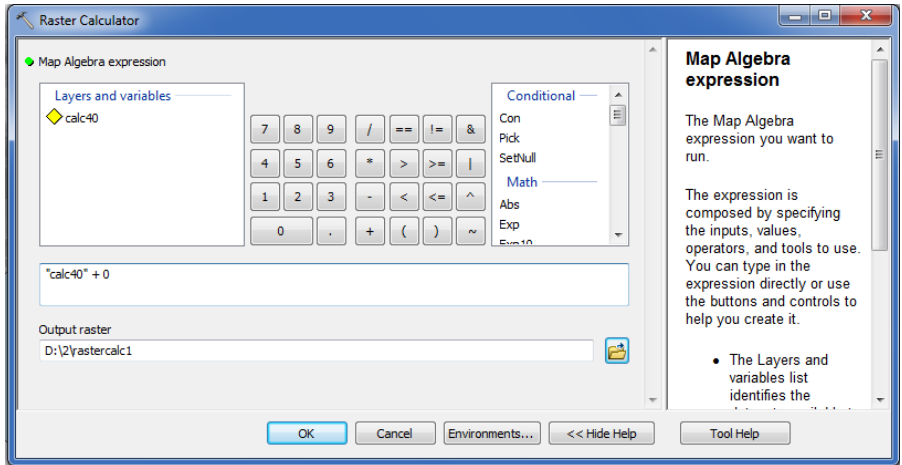 Raster Calculator
Map Algebra expression
Layers and variables
calc40
7 8 9 / == != &
4 5 6 * > >= |
1 2 3 - < <= ^
0 . + ( ) ~
Conditional
Con
Pick
SetNull
Math
Abs
Exp
Exp10
"calc40" + 0
Output raster
D:\2\rastercalc1
OK
Cancel
Environments...
<< Hide Help
Tool Help
Map Algebra
expression
The Map Algebra
expression you want to
run.
The expression is
composed by specifying
the inputs, values,
operators, and tools to use.
You can type in the
expression directly or use
the buttons and controls to
help you create it.
• The Layers and
variables list
identifies the